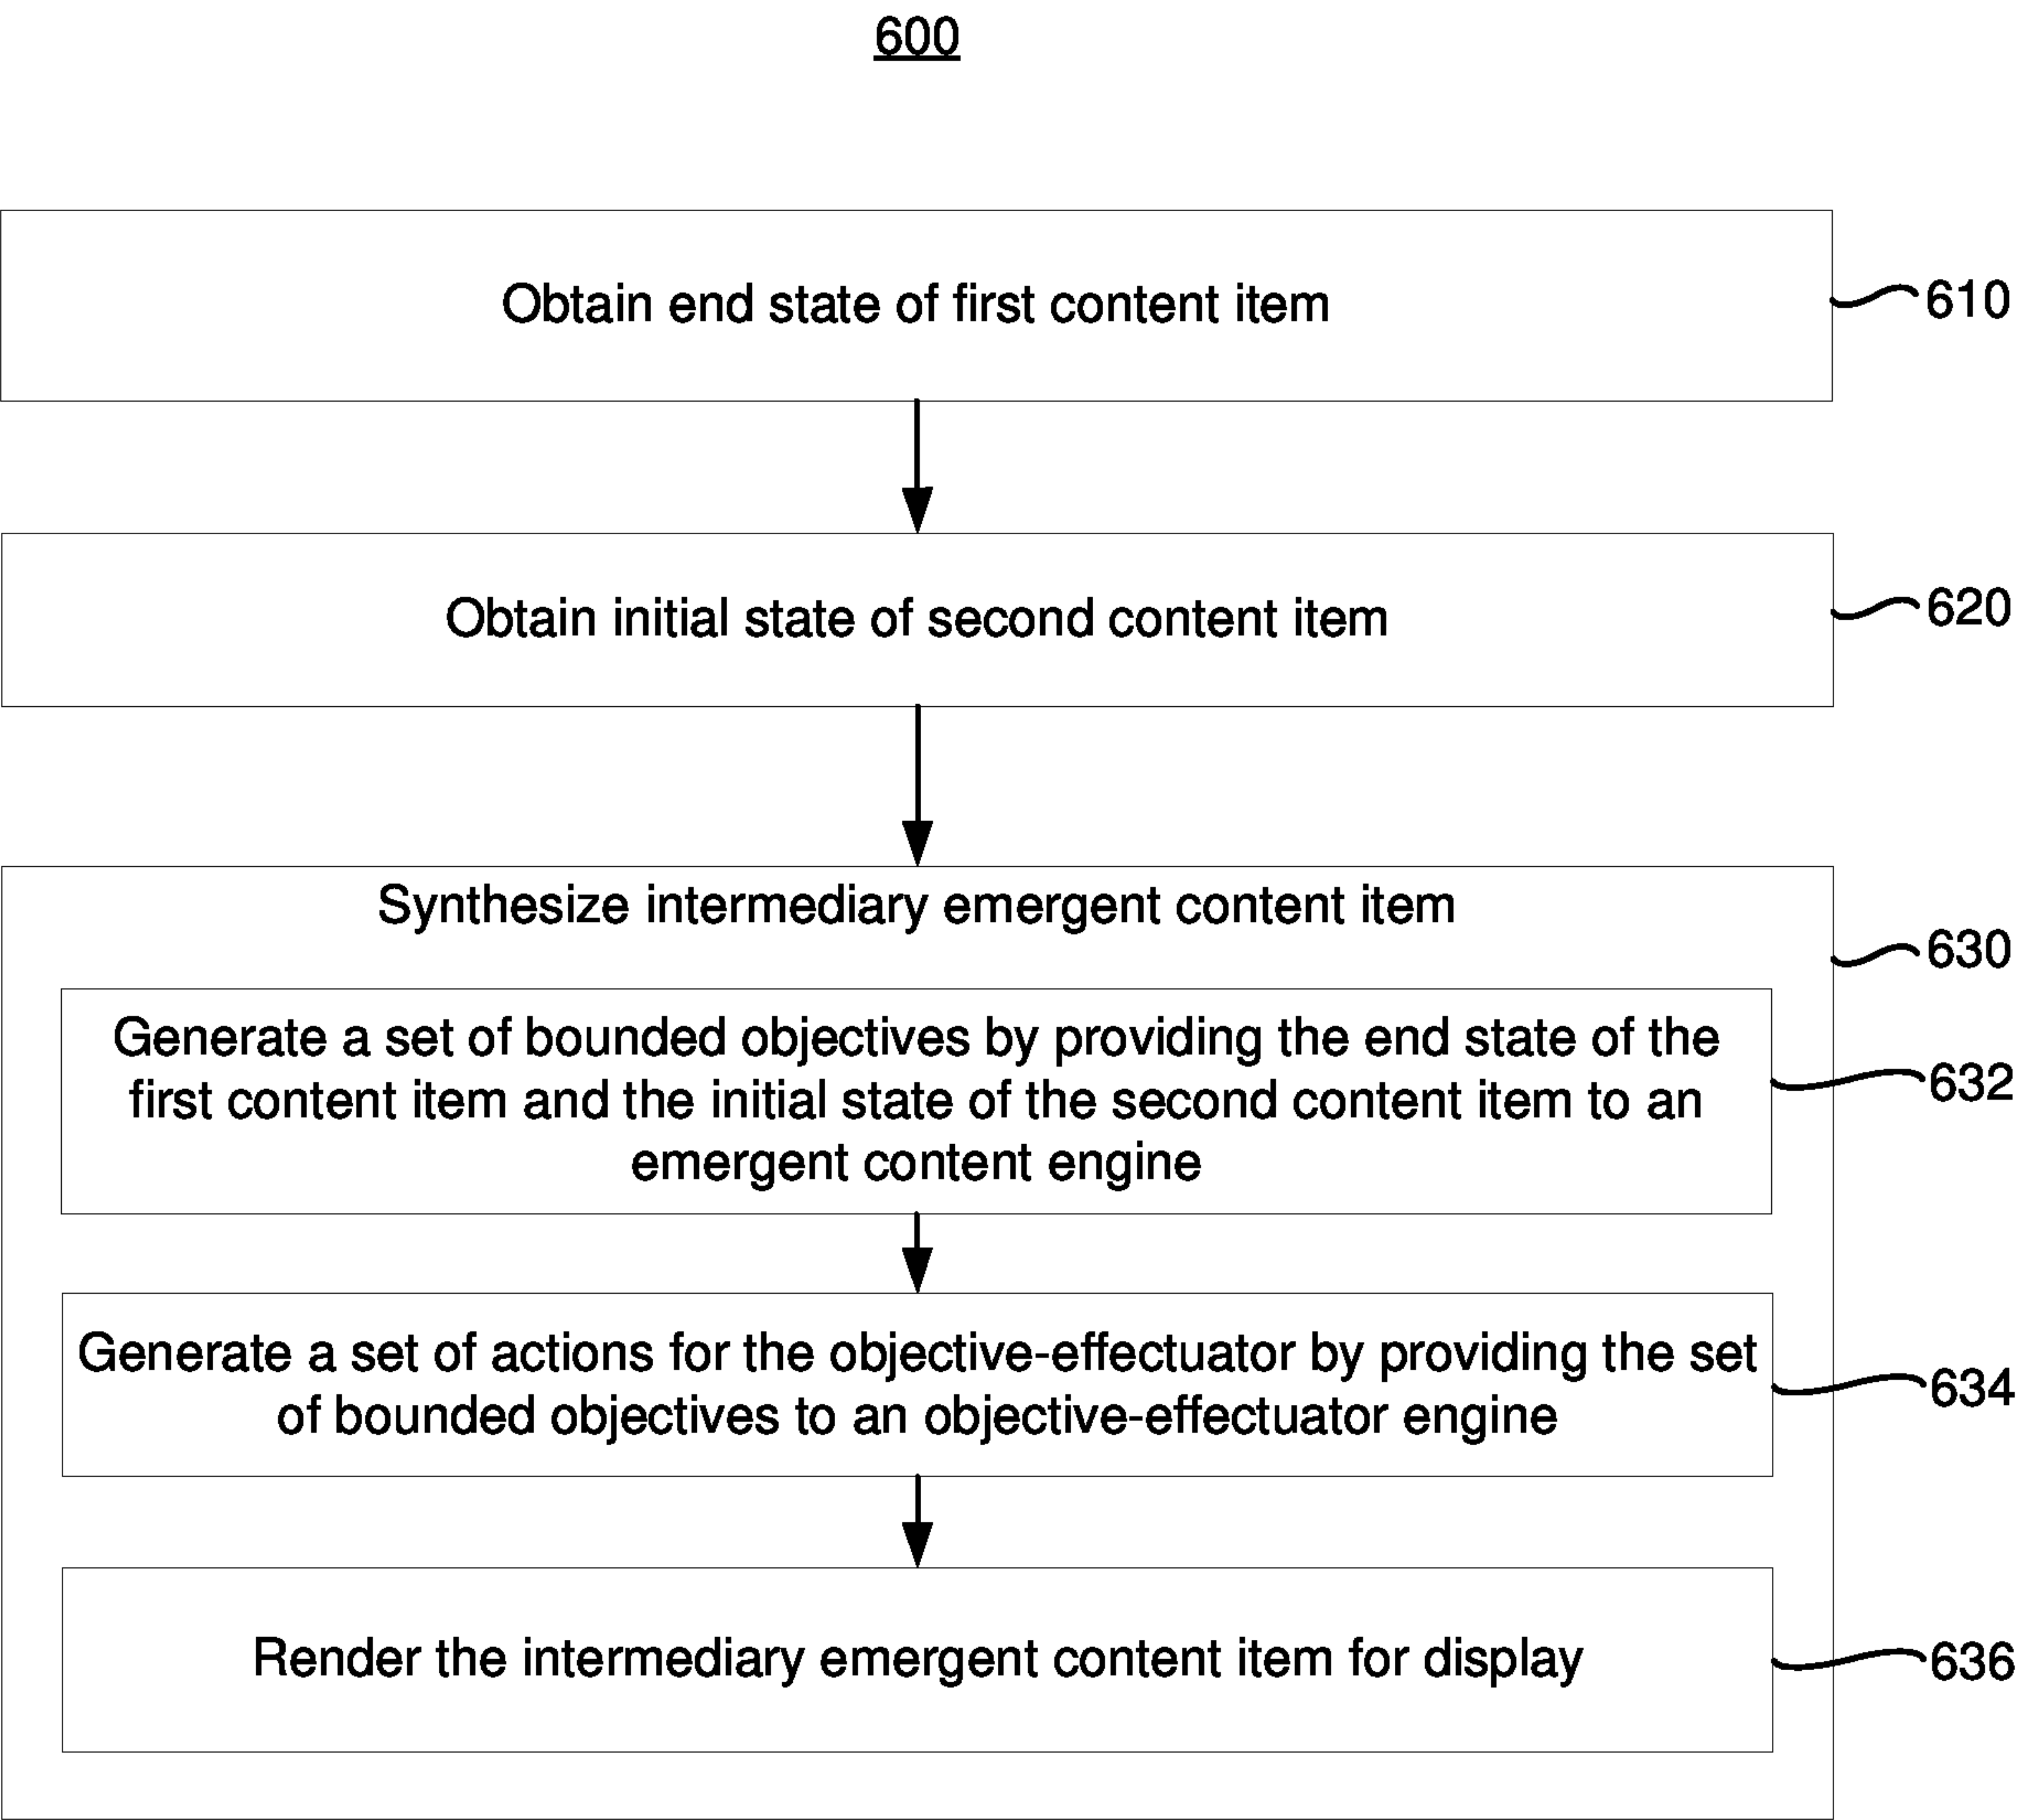 600
Obtain end state of first content item
610
Obtain initial state of second content item
620
Synthesize intermediary emergent content item
630
Generate a set of bounded objectives by providing the end state of the
first content item and the initial state of the second content item to an
emergent content engine
632
Generate a set of actions for the objective-effectuator by providing the set
of bounded objectives to an objective-effectuator engine
634
Render the intermediary emergent content item for display
636